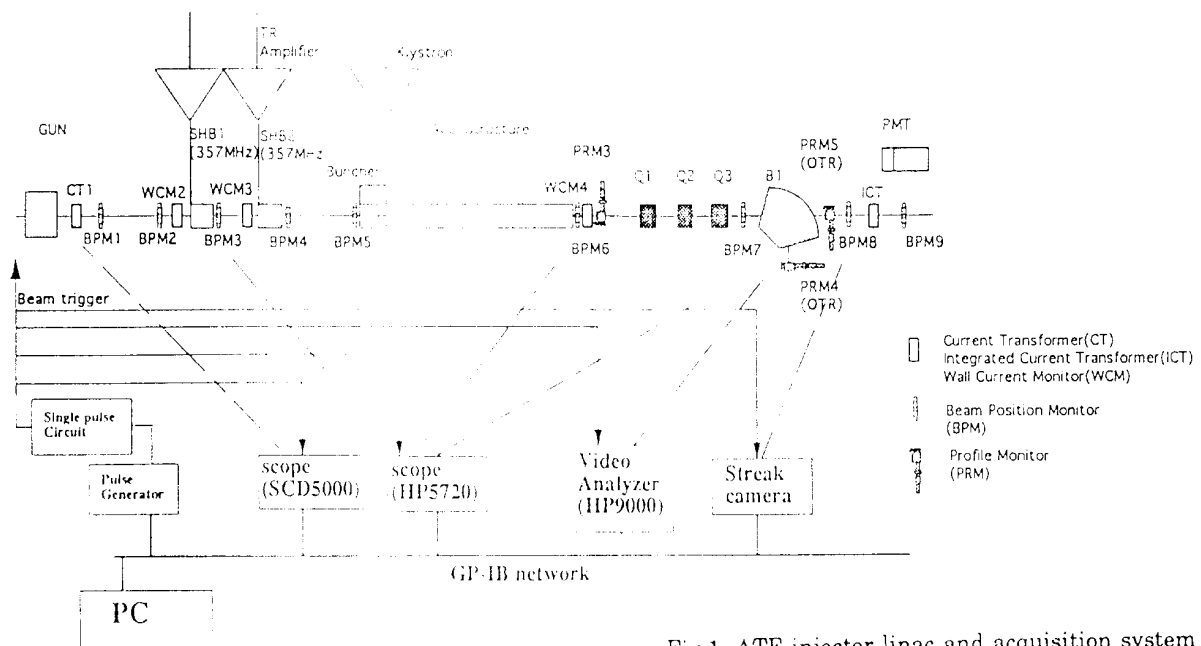 TR
Amplifier
Klystron
GUN
SHB1
(357MHz)
SHB2
(357MHz
Buncher
Structure
PRM3
PRM5
(OTR)
PMT
CT1
WCM2
WCM3
WCM4
Q1
Q2
Q3
B1
ICT
BPM1
BPM2
BPM3
BPM4
BPM5
BPM6
BPM7
BPM8
BPM9
PRM4
(OTR)
Beam trigger
Current Transformer(CT)
Integrated Current Transformer(ICT)
Wall Current Monitor(WCM)
Beam Position Monitor
(BPM)
Profile Monitor
(PRM)
Single pulse
Circuit
Pulse
Generator
scope
(SCD5000)
scope
(HP5720)
Video
Analyzer
(HP9000)
Streak
camera
GP-IB network
PC
Fig.1 ATF injector linac and acquisition system